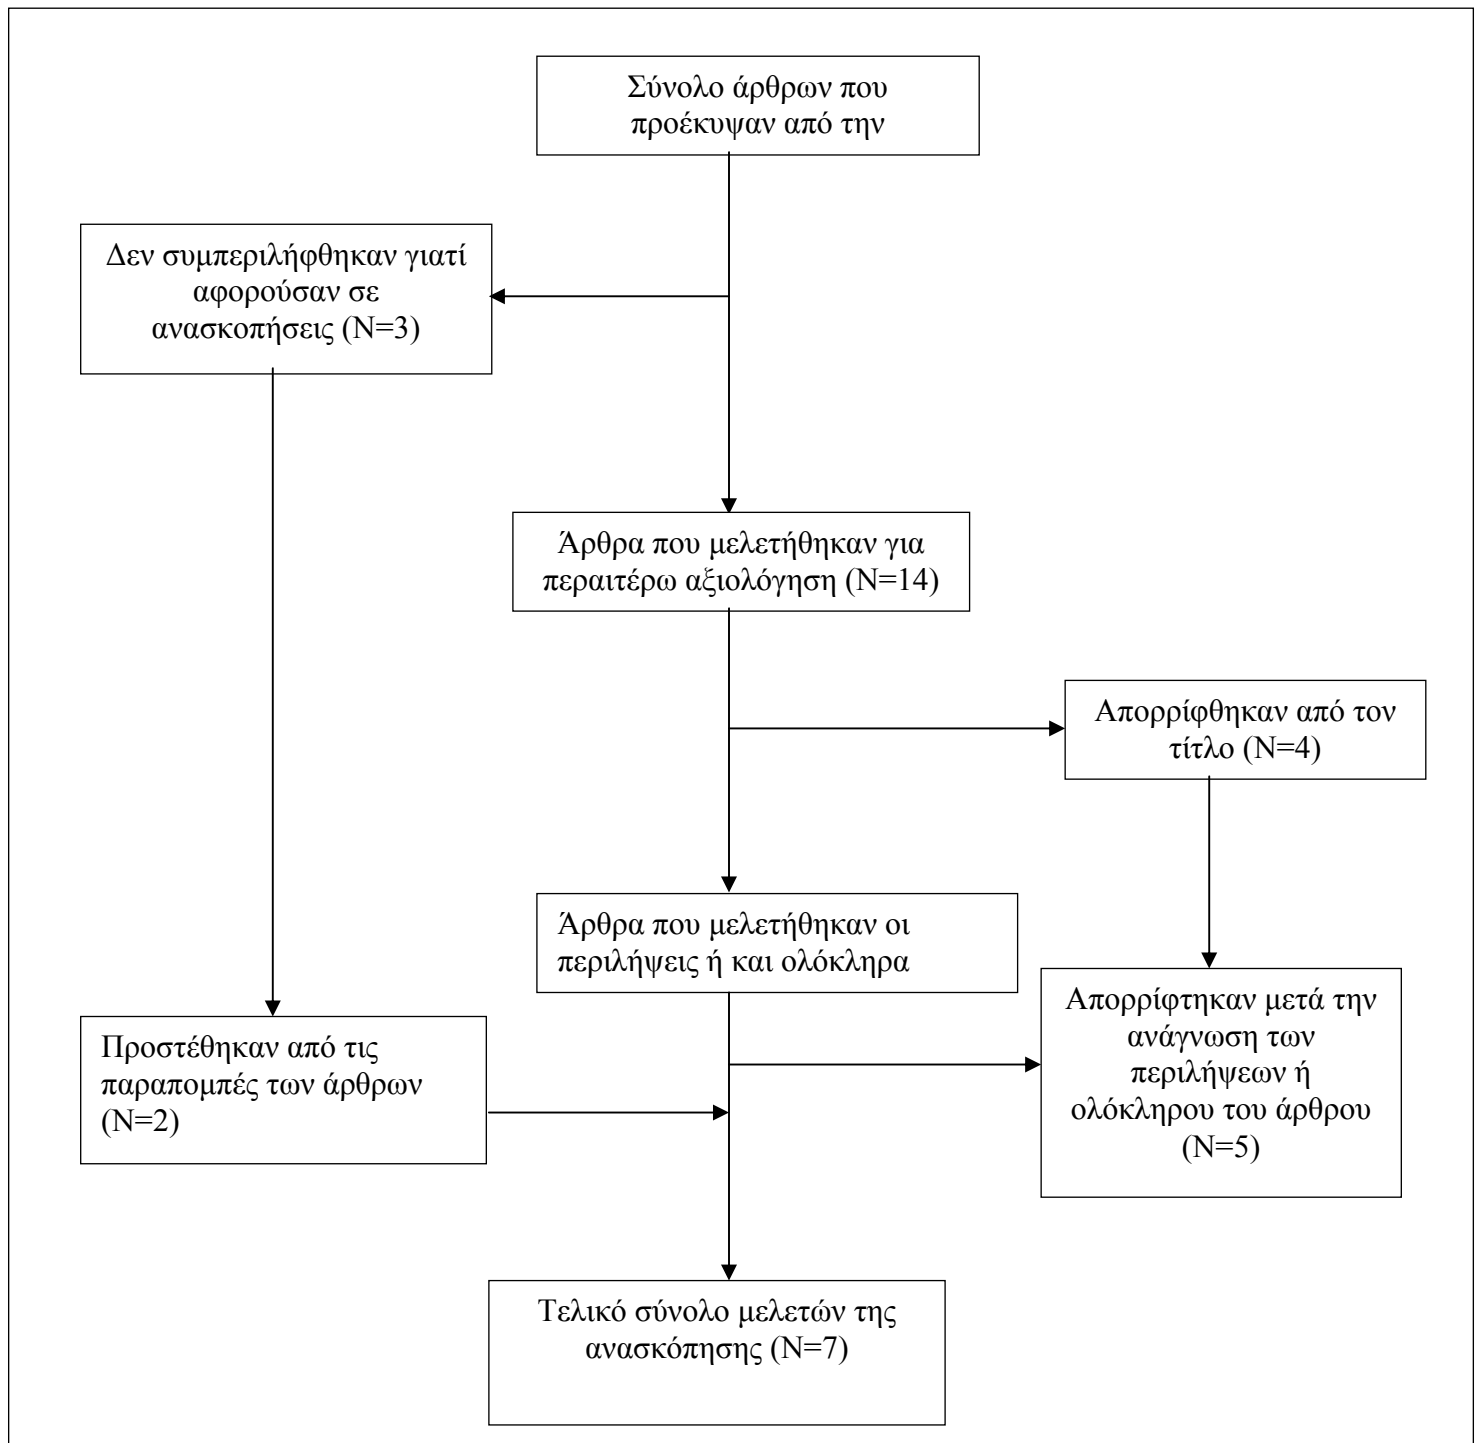 Σύνολο άρθρων που
προέκυψαν από την
Δεν συμπεριλήφθηκαν γιατί
αφορούσαν σε
ανασκοπήσεις (Ν=3)
Άρθρα που μελετήθηκαν για
περαιτέρω αξιολόγηση (Ν=14)
Απορρίφθηκαν από τον
τίτλο (Ν=4)
Άρθρα που μελετήθηκαν οι
περιλήψεις ή και ολόκληρα
Απορρίφτηκαν μετά την
ανάγνωση των
περιλήψεων ή
ολόκληρου του άρθρου
(Ν=5)
Προστέθηκαν από τις
παραπομπές των άρθρων
(Ν=2)
Τελικό σύνολο μελετών της
ανασκόπησης (Ν=7)